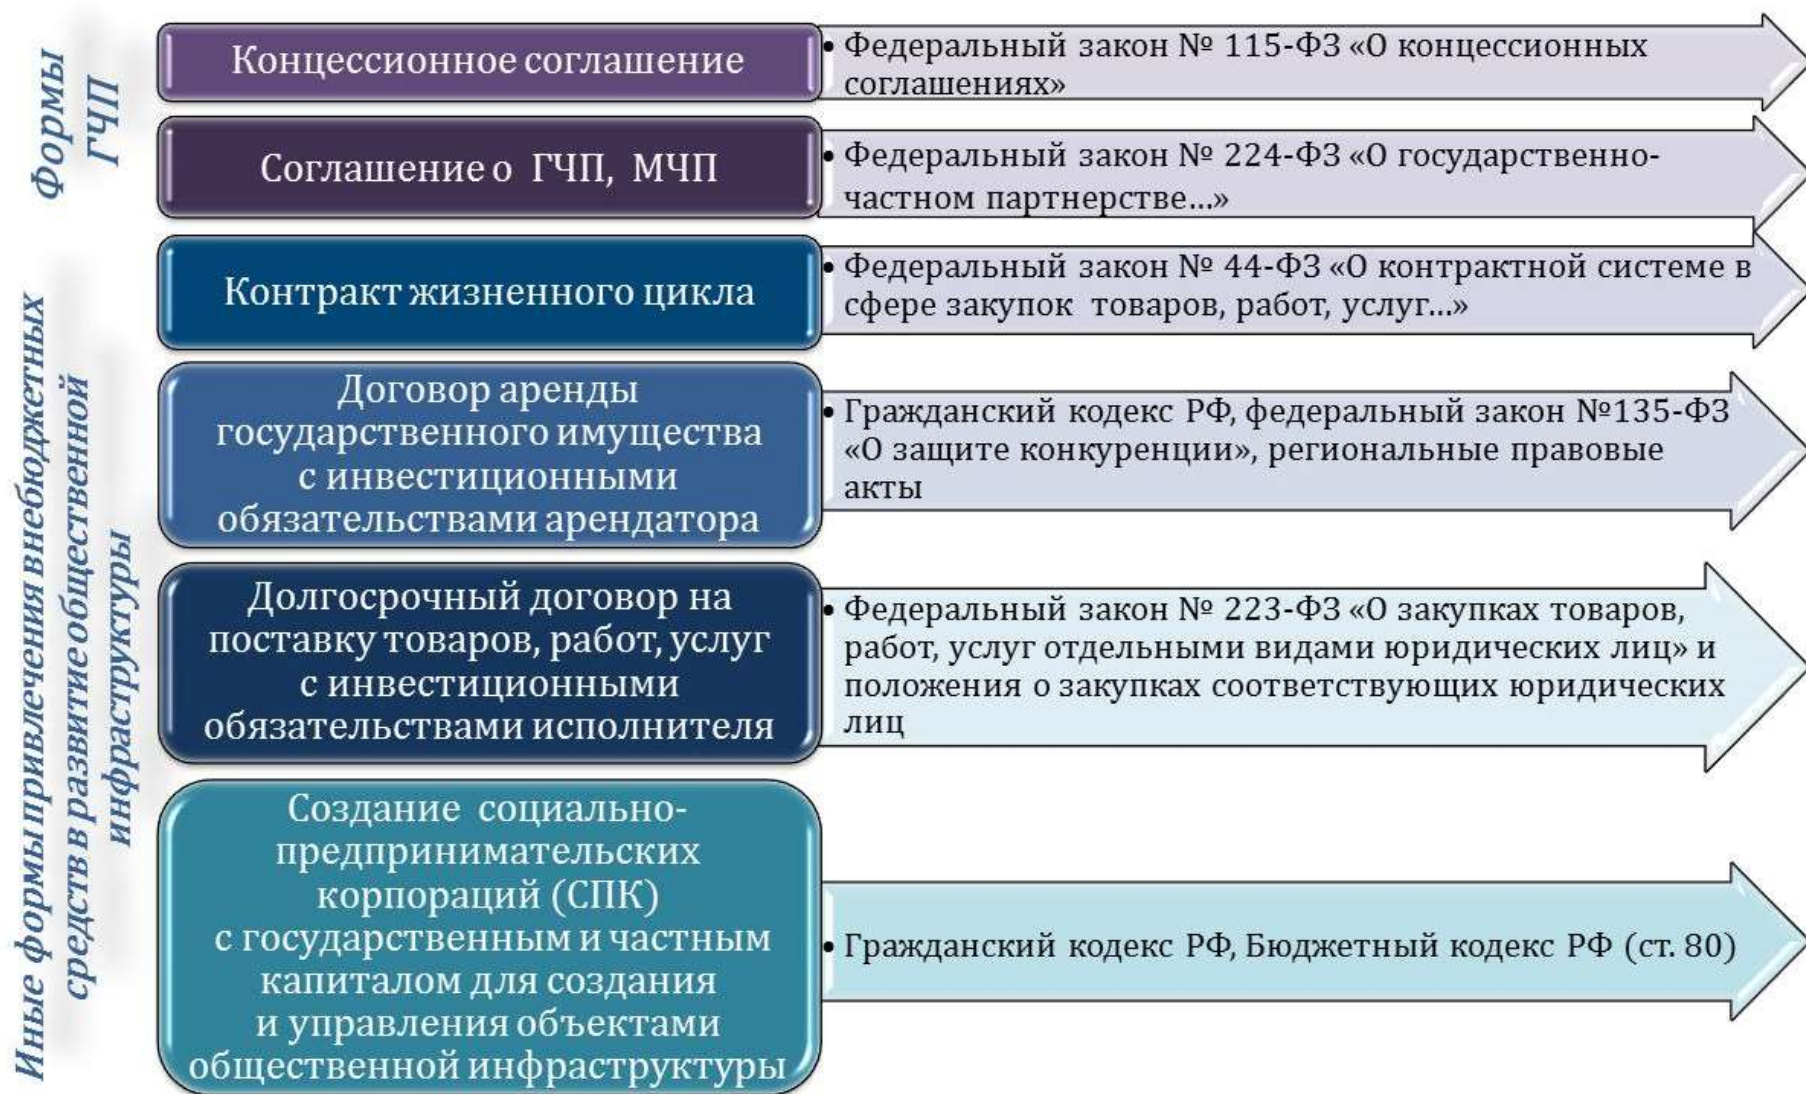 Формы
ГЧП
Концессионное соглашение
• Федеральный закон № 115-ФЗ «О концессионных
соглашениях»
Соглашение о ГЧП, МЧП
• Федеральный закон № 224-ФЗ «О государственно-
частном партнерстве...»
Иные формы привлечения внебюджетных
средств в развитие общественной
инфраструктуры
Контракт жизненного цикла
• Федеральный закон № 44-ФЗ «О контрактной системе в
сфере закупок товаров, работ, услуг...»
Договор аренды
государственного имущества
с инвестиционными
обязательствами арендатора
• Гражданский кодекс РФ, федеральный закон №135-ФЗ
«О защите конкуренции», региональные правовые
акты
Долгосрочный договор на
поставку товаров, работ, услуг
с инвестиционными
обязательствами исполнителя
• Федеральный закон № 223-ФЗ «О закупках товаров,
работ, услуг отдельными видами юридических лиц» и
положения о закупках соответствующих юридических
лиц
Создание социально-
предпринимательских
корпораций (СПК)
с государственным и частным
капиталом для создания
и управления объектами
общественной инфраструктуры
• Гражданский кодекс РФ, Бюджетный кодекс РФ (ст. 80)